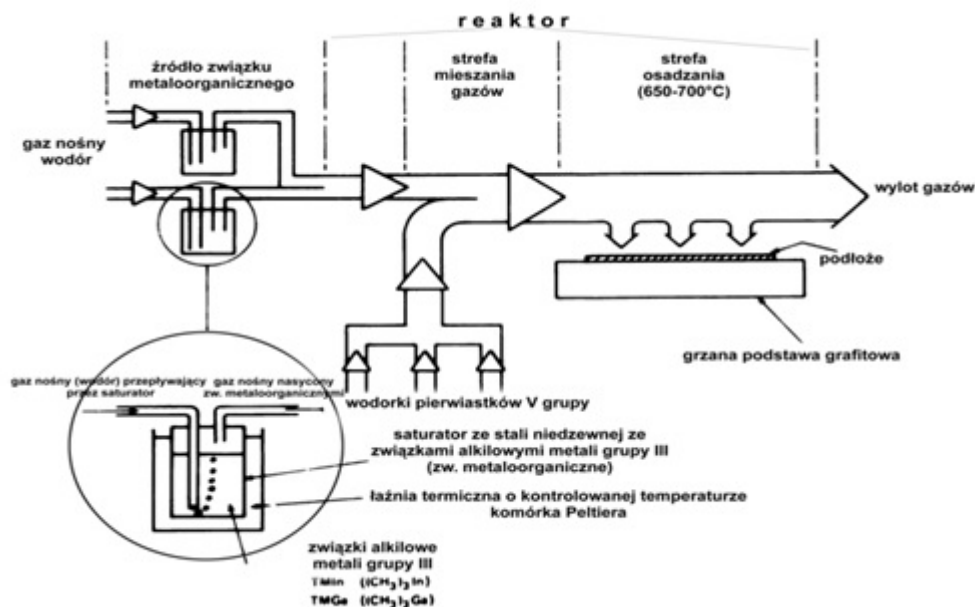 reaktor
źródło związku
metaloorganicznego
strefa
mieszania
gazów
strefa
osadzania
(650-700°C)
gaz nośny
wodór
wylot gazów
podłoże
grzana podstawa grafitowa
wodorki pierwiastków V grupy
gaz nośny (wodór) przepływający
przez saturator
gaz nośny nasycony
zw. metaloorganicznymi
saturator ze stali niedzewnej ze
związkami alkilowymi metali grupy III
(zw. metaloorganiczne)
łaźnia termiczna o kontrolowanej temperaturze
komórka Peltiera
związki alkilowe
metali grupy III
TMIn ((CH₃)₃In)
TMGa ((CH₃)₃Ga)